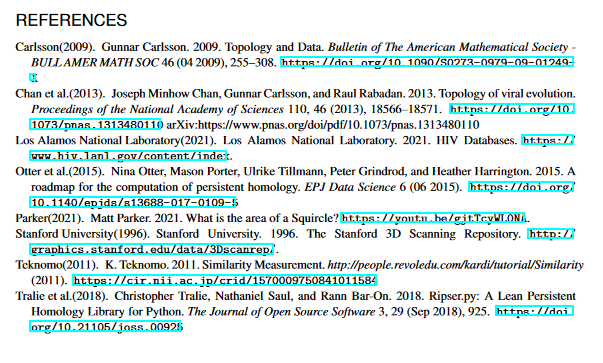 REFERENCES
Carlsson(2009). Gunnar Carlsson. 2009. Topology and Data. Bulletin of The American Mathematical Society -
BULL AMER MATH SOC 46 (04 2009), 255–308. https://doi.org/10.1090/S0273-0979-09-01249-
X
Chan et al.(2013). Joseph Minhow Chan, Gunnar Carlsson, and Raul Rabadan. 2013. Topology of viral evolution.
Proceedings of the National Academy of Sciences 110, 46 (2013), 18566–18571. https://doi.org/10.
1073/pnas.1313480110 arXiv:https://www.pnas.org/doi/pdf/10.1073/pnas.1313480110
Los Alamos National Laboratory(2021). Los Alamos National Laboratory. 2021. HIV Databases. https://
www.hiv.lanl.gov/content/index.
Otter et al.(2015). Nina Otter, Mason Porter, Ulrike Tillmann, Peter Grindrod, and Heather Harrington. 2015. A
roadmap for the computation of persistent homology. EPJ Data Science 6 (06 2015). https://doi.org/
10.1140/epjds/s13688-017-0109-5
Parker(2021). Matt Parker. 2021. What is the area of a Squircle? https://youtu.be/gjtTcyWL0NA.
Stanford University(1996). Stanford University. 1996. The Stanford 3D Scanning Repository. http://
graphics.stanford.edu/data/3Dscanrep/.
Teknomo(2011). K. Teknomo. 2011. Similarity Measurement. http://people.revoledu.com/kardi/tutorial/Similarity
(2011). https://cir.nii.ac.jp/crid/1570009750841011584
Tralie et al.(2018). Christopher Tralie, Nathaniel Saul, and Rann Bar-On. 2018. Ripser.py: A Lean Persistent
Homology Library for Python. The Journal of Open Source Software 3, 29 (Sep 2018), 925. https://doi.
org/10.21105/joss.00925